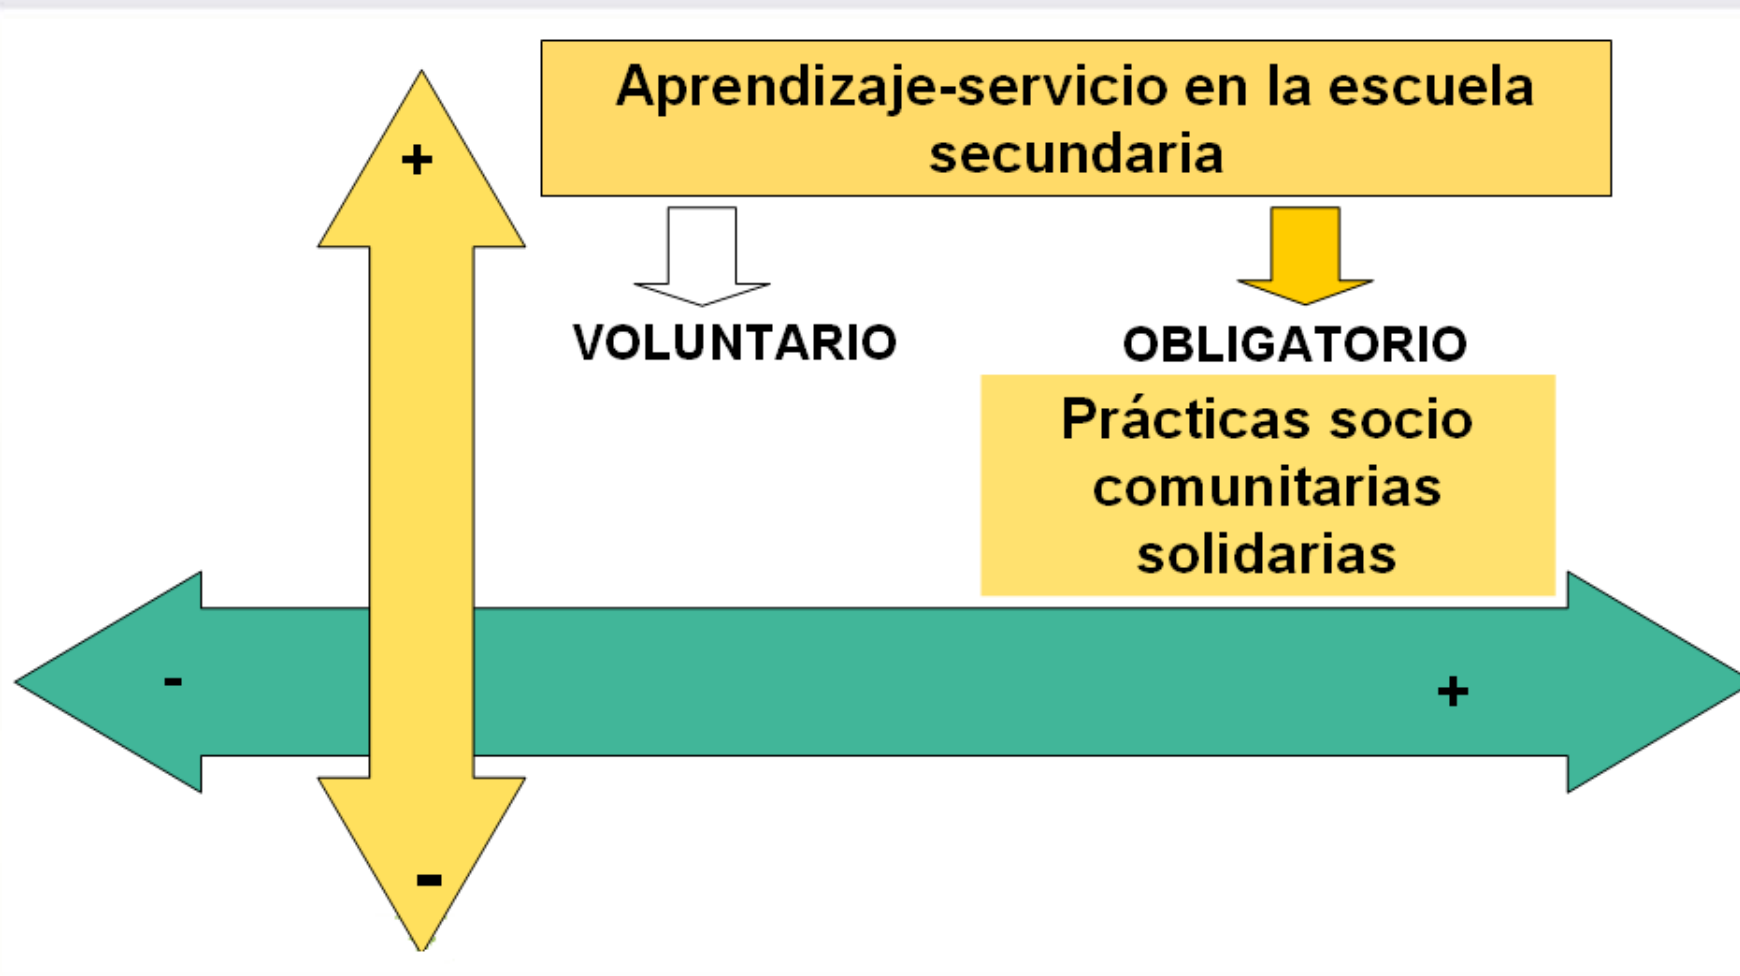 Aprendizaje-servicio en la escuela
secundaria
+
VOLUNTARIO
OBLIGATORIO
Prácticas socio
comunitarias
solidarias
-
+
-